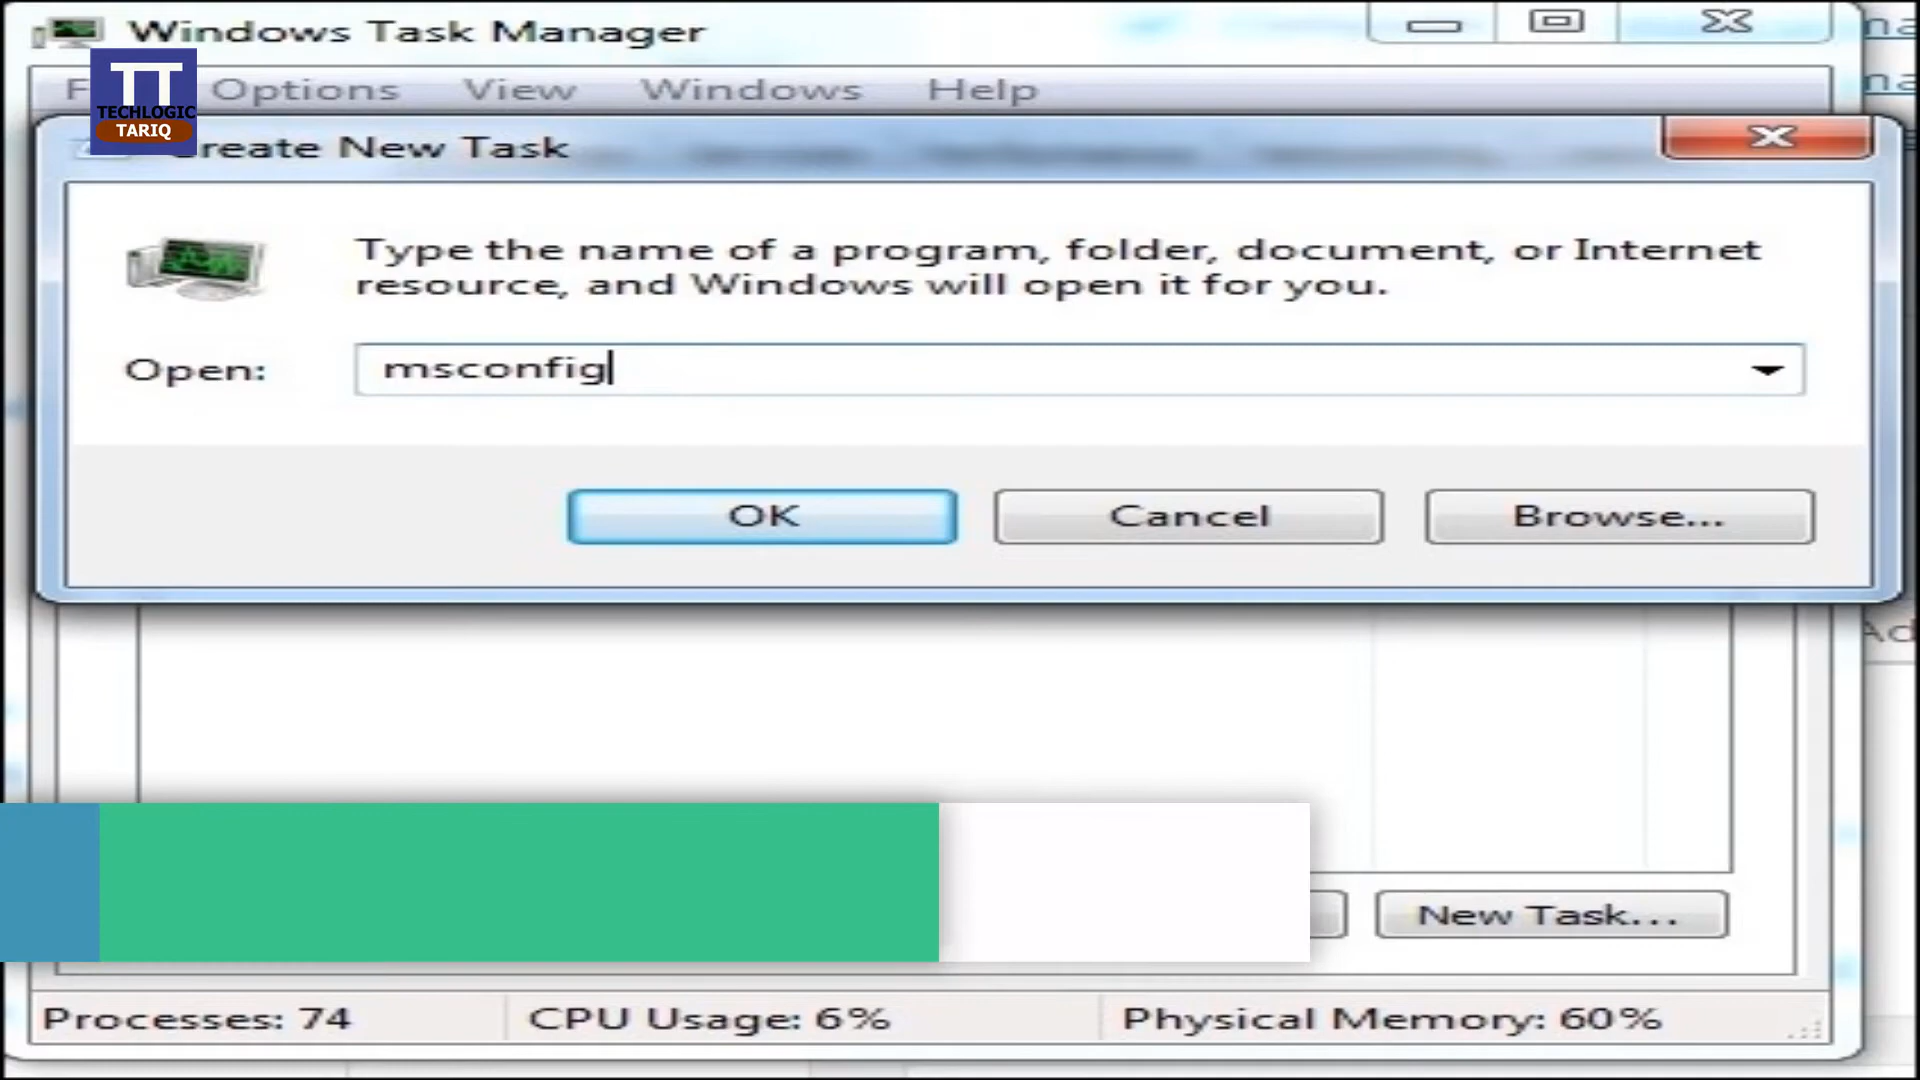 Windows Task Manager
Options View Windows Help
TT
TECHLOGIC
TARIQ
Create New Task
Type the name of a program, folder, document, or Internet
resource, and Windows will open it for you.
Open: msconfig
OK Cancel Browse...
New Task...
Processes: 74 CPU Usage: 6% Physical Memory: 60%